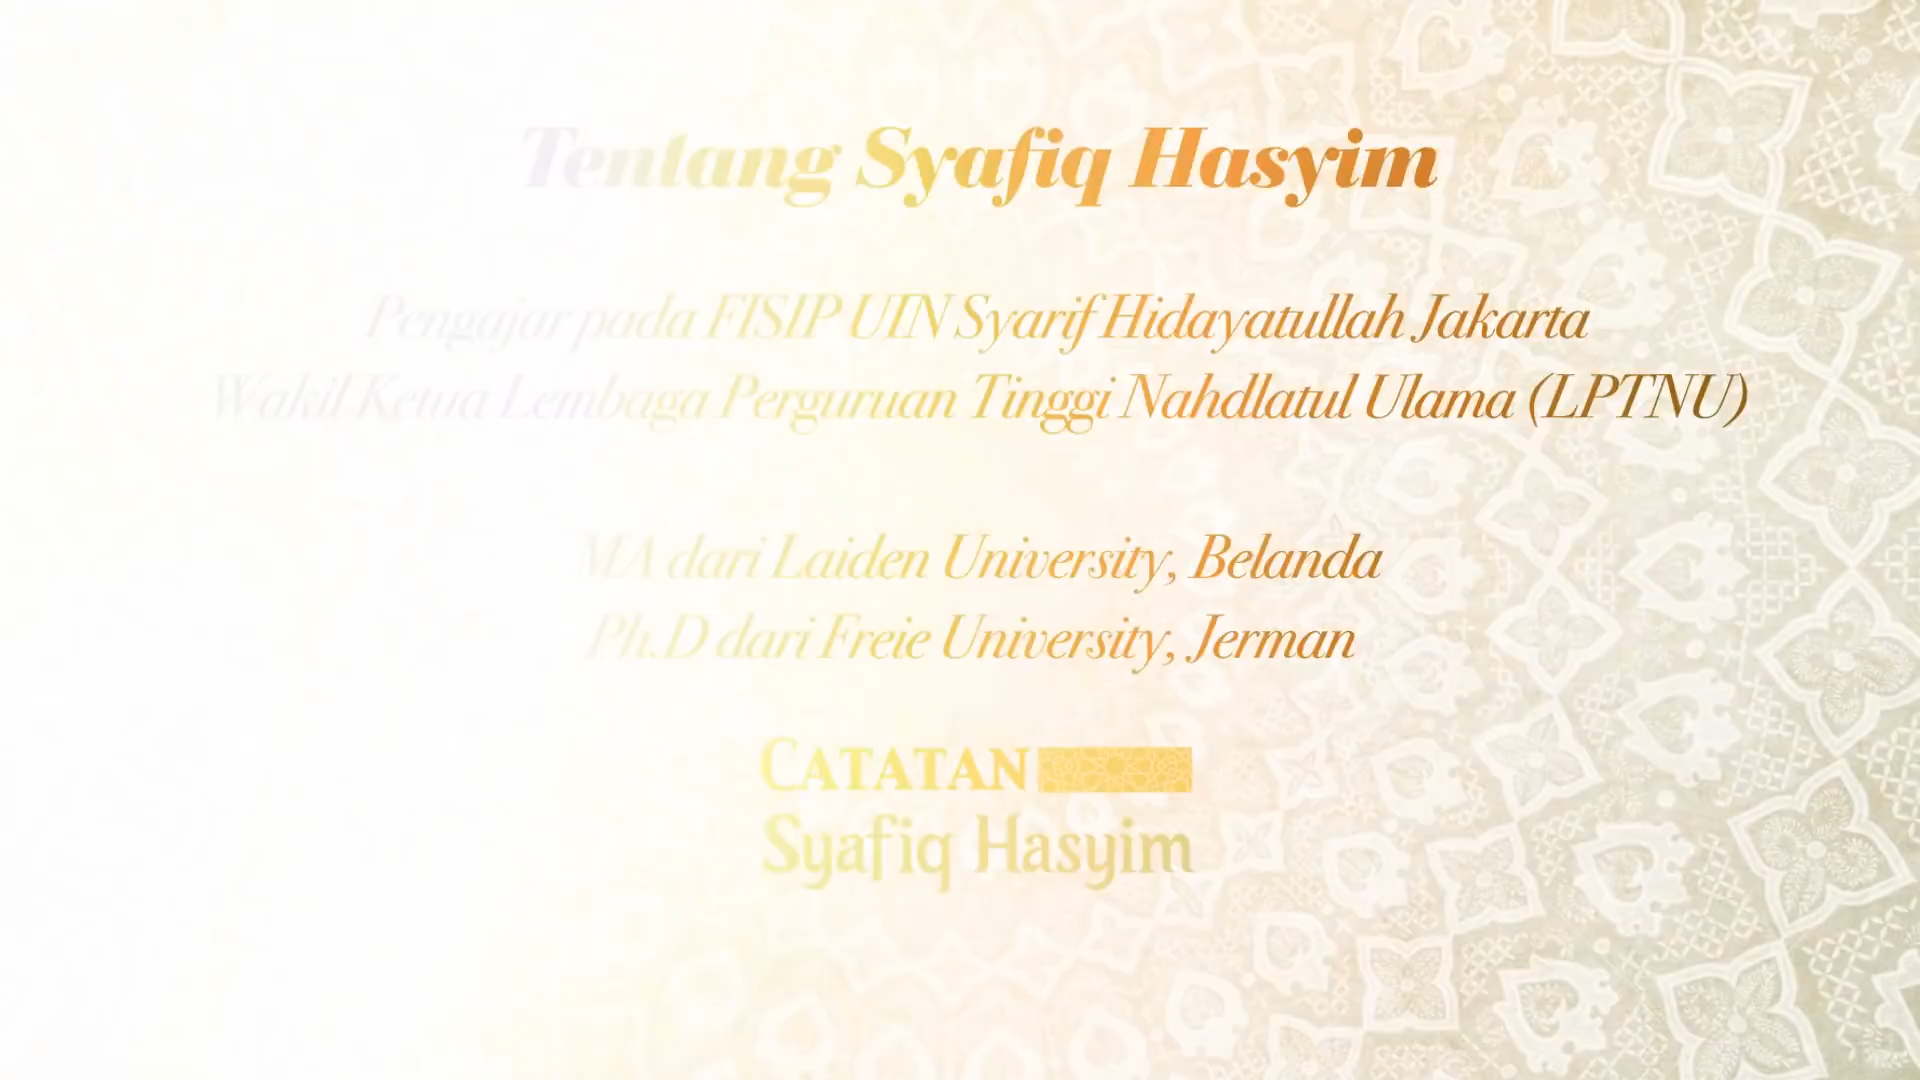 Tentang Syafiq Hasyim
Pengajar pada FISIP UIN Syarif Hidayatullah Jakarta
Wakil Ketua Lembaga Perguruan Tinggi Nahdlatul Ulama (LPTNU)
MA dari Laiden University, Belanda
Ph.D dari Freie University, Jerman
CATATAN
Syafiq Hasyim